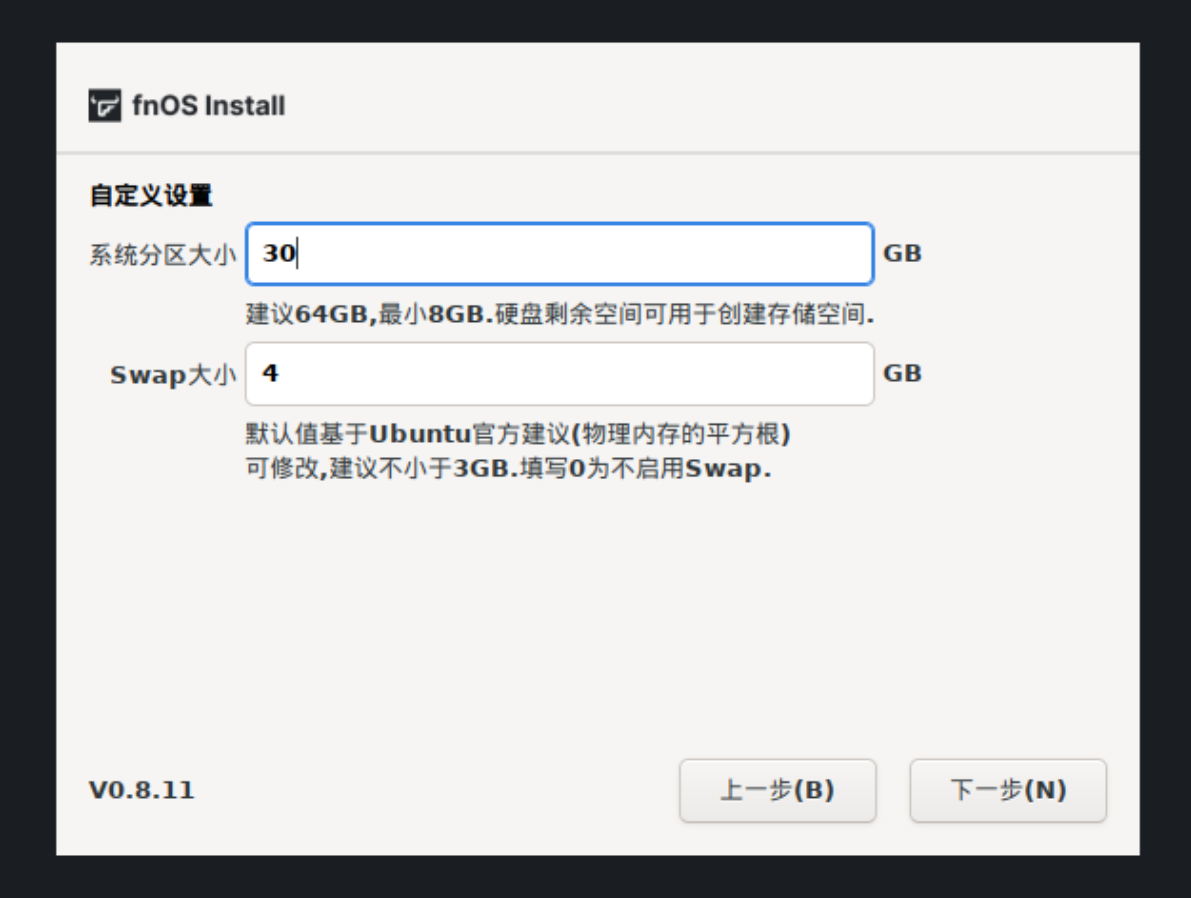 fnOS Install
自定义设置
系统分区大小 30 GB
建议64GB,最小8GB.硬盘剩余空间可用于创建存储空间.
Swap大小 4 GB
默认值基于Ubuntu官方建议(物理内存的平方根)
可修改,建议不小于3GB.填写0为不启用Swap.
V0.8.11 上一步(B) 下一步(N)